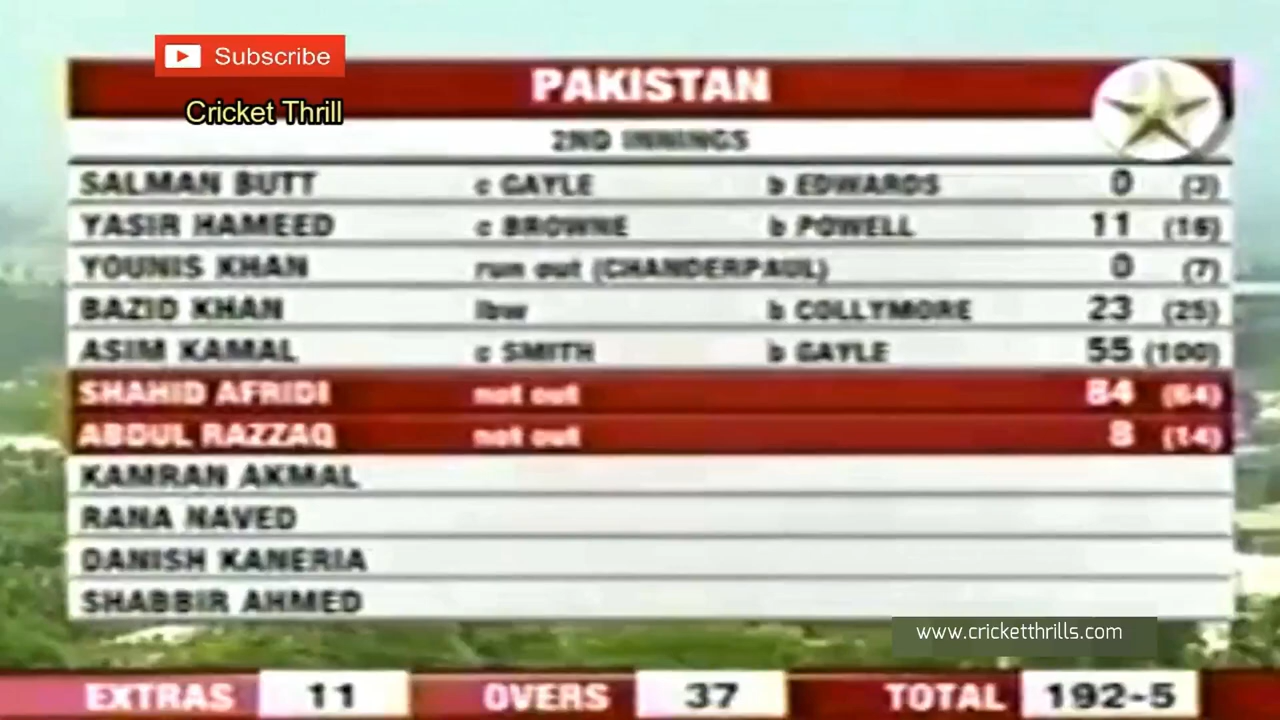 Subscribe
Cricket Thrill
PAKISTAN
2ND INNINGS
SALMAN BUTT c GAYLE b EDWARDS 0 (3)
YASIR HAMEED c BROWNE b POWELL 11 (16)
YOUNIS KHAN run out (CHANDERPAUL) 0 (7)
BAZID KHAN lbw b COLLYMORE 23 (25)
ASIM KAMAL c SMITH b GAYLE 55 (100)
SHAHID AFRIDI not out 84 (64)
ABDUL RAZZAQ not out 8 (14)
KAMRAN AKMAL
RANA NAVED
DANISH KANERIA
SHABBIR AHMED
www.cricketthrills.com
EXTRAS 11 OVERS 37 TOTAL 192-5